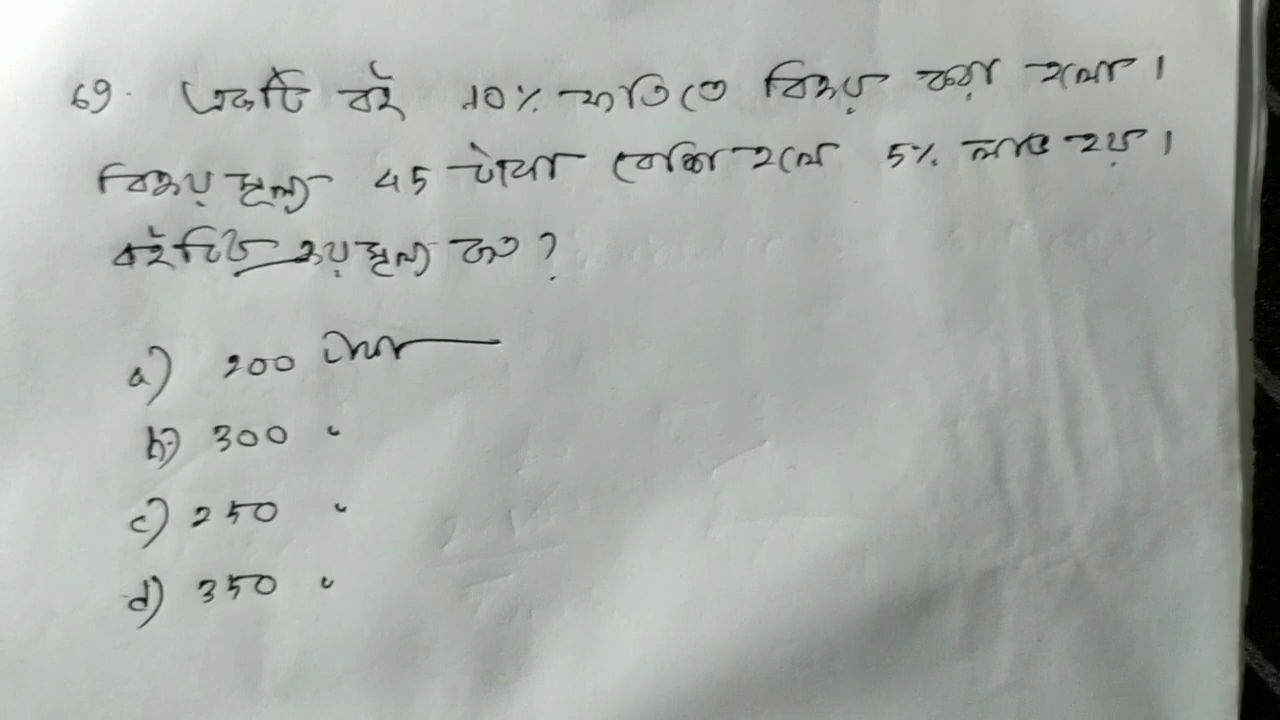 69. একটি বই 10% ক্ষতিতে বিক্রয় করা হলো।
বিক্রয় মূল্য 45 টাকা বেশি হলে 5% লাভ হয়।
বইটির ক্রয় মূল্য কত?
a) 200 টাকা
b) 300 "
c) 250 "
d) 350 "